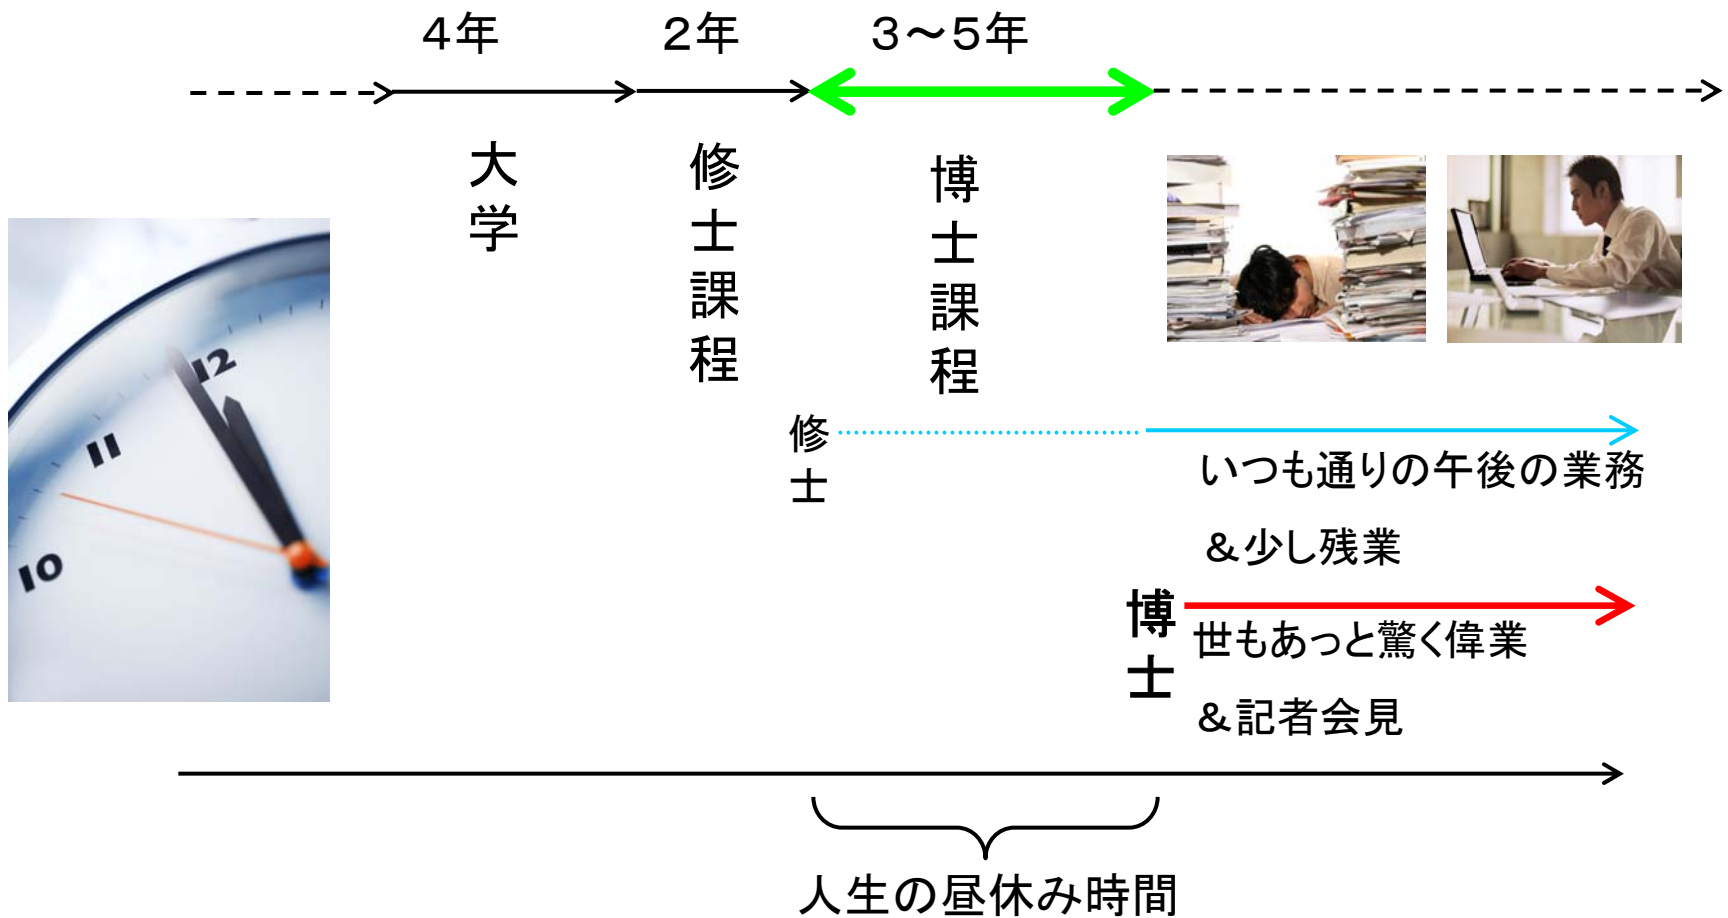 ４年
２年
３～５年
大学
修士課程
博士課程
12
11
10
修士
いつも通りの午後の業務
＆少し残業
博士
世もあっと驚く偉業
＆記者会見
人生の昼休み時間